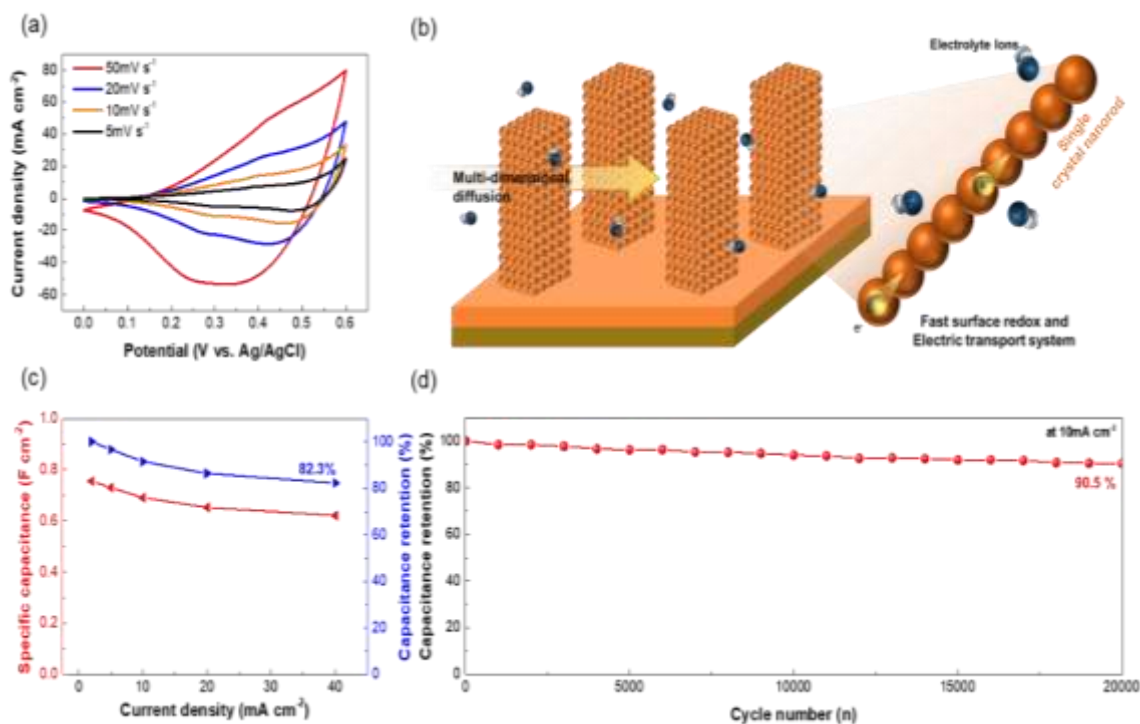 (a)
80
60
40
20
0
-20
-40
-60
Current density (mA cm⁻²)
50mV s⁻¹
20mV s⁻¹
10mV s⁻¹
5mV s⁻¹
0.0 0.1 0.2 0.3 0.4 0.5 0.6
Potential (V vs. Ag/AgCl)
(b)
Electrolyte Ions
Multi-dimensional
diffusion
Single
crystal nanorod
e⁻
Fast surface redox and
Electric transport system
(c)
1.0
0.8
0.6
0.4
0.2
0.0
Specific capacitance (F cm⁻²)
82.3%
100
80
60
40
20
0
Capacitance retention (%)
0 10 20 30 40
Current density (mA cm⁻²)
(d)
100
80
60
40
20
0
Capacitance retention (%)
at 10mA cm⁻²
90.5 %
0 5000 10000 15000 20000
Cycle number (n)